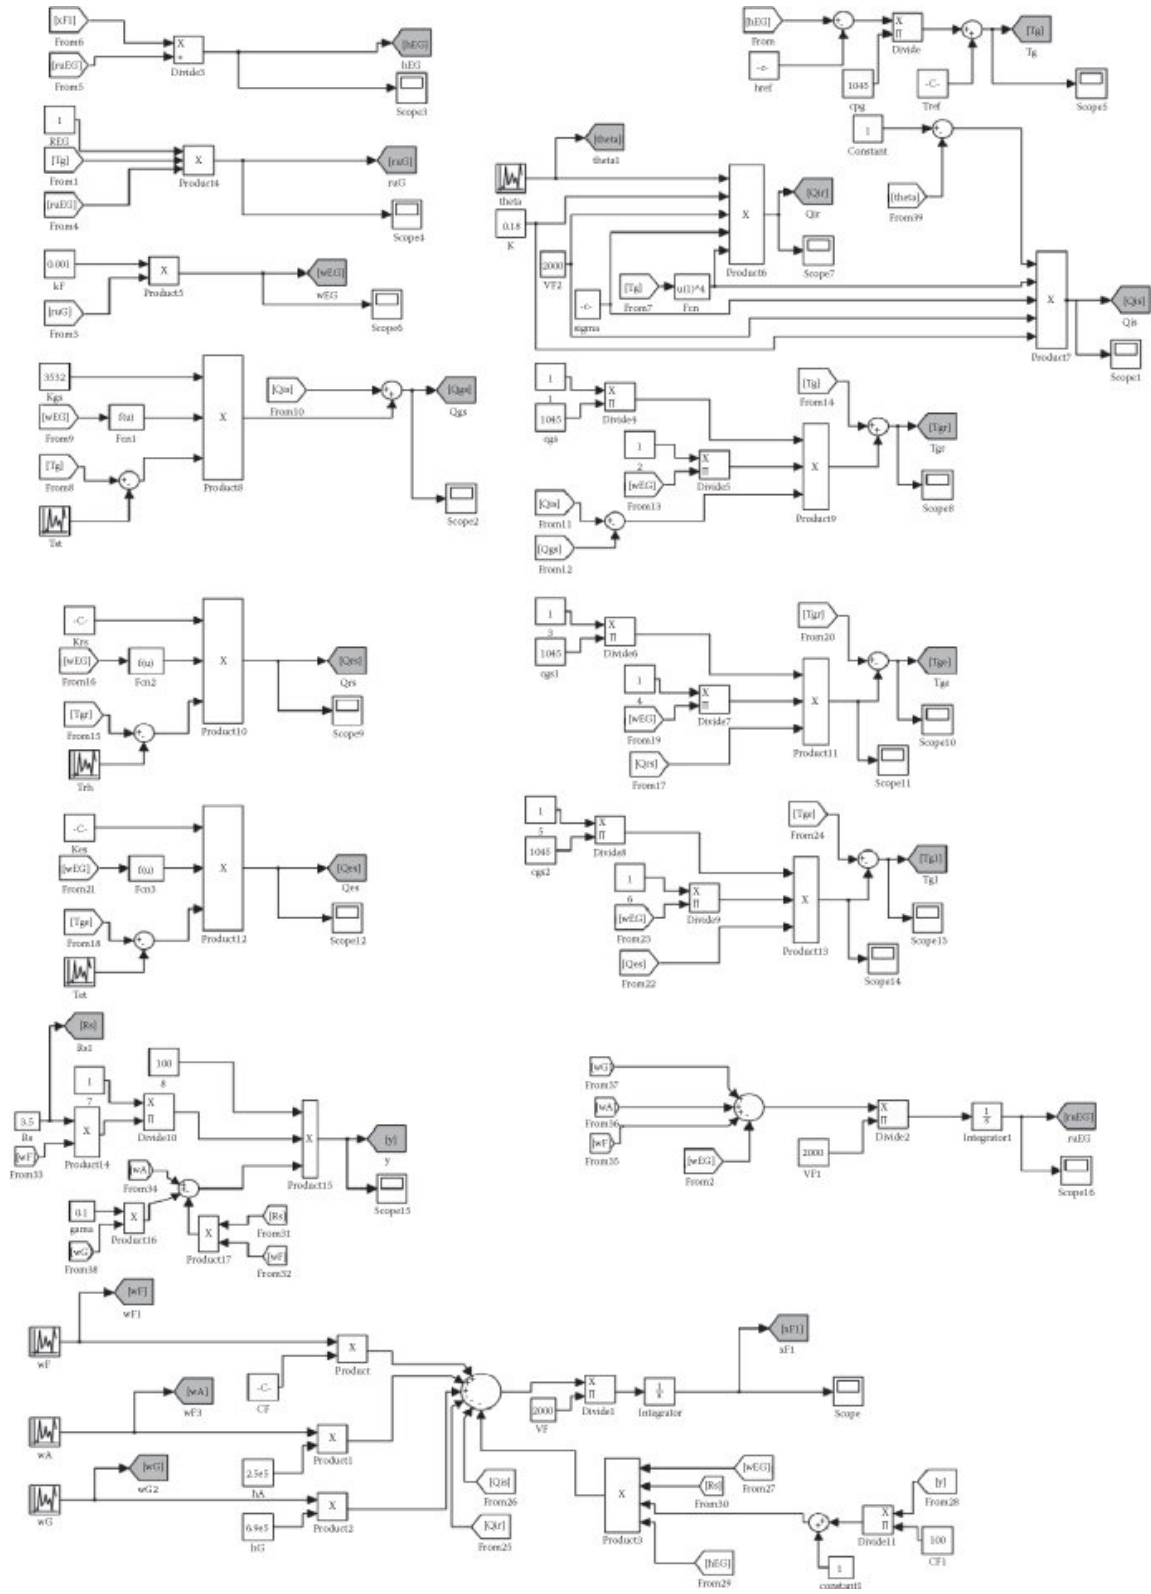 [xF1]
From6
[ruEG]
From5
X
÷
Divide3
[hEG]
hEG
Scope3
[hEG]
From
-c-
href
X
Π
Divide
1045
cpg
-C-
Tref
[Tg]
Tg
Scope5
1
REG
[Tg]
From1
[ruEG]
From4
X
Product4
[ruG]
ruG
Scope4
1
Constant
[theta]
From39
[theta]
theta1
theta
0.18
K
2000
VF2
-c-
sigma
[Tg]
From7
u(1)^4
Fcn
X
Product6
[Qir]
Qir
Scope7
X
Product7
[Qis]
Qis
Scope1
0.001
kF
[ruG]
From3
X
Product5
[wEG]
wEG
Scope6
3532
Kgs
[wEG]
From9
f(u)
Fcn1
[Tg]
From8
Tst
X
Product8
From10
[Qgs]
Qgs
Scope2
1
1
1045
cgs
X
Π
Divide4
1
2
[wEG]
From13
X
Divide5
From11
[Qgs]
From12
X
Product9
[Tg]
From14
[Tgr]
Tgr
Scope8
-C-
Krs
[wEG]
From16
f(u)
Fcn2
[Tgr]
From15
Trh
X
Product10
[Qrs]
Qrs
Scope9
1
3
1045
cgs1
X
Π
Divide6
1
4
[wEG]
From19
X
Divide7
[Qrs]
From17
X
Product11
[Tgr]
From20
[Tge]
Tge
Scope10
Scope11
-C-
Kes
[wEG]
From21
f(u)
Fcn3
[Tge]
From18
Tet
X
Product12
[Qes]
Qes
Scope12
1
5
1045
cgs2
X
Π
Divide8
1
6
[wEG]
From23
X
Divide9
[Qes]
From22
X
Product13
[Tge]
From24
[Tg1]
Tg1
Scope13
Scope14
[Rs]
Rs1
3.5
Rs
[wF]
From33
X
Product14
1
7
X
Π
Divide10
100
8
[wA]
From34
0.1
gama
[wG]
From38
X
Product16
X
Product17
[Rs]
From31
[wF]
From32
X
Product15
[y]
y
Scope15
[wG]
From37
[wA]
From36
[wF]
From35
[wEG]
From2
2000
VF1
X
Π
Divide2
1
s
Integrator1
[ruEG]
ruEG
Scope16
[wF]
wF1
wF
-C-
CF
X
Product
[wA]
wF3
wA
2.5e5
hA
X
Product1
[wG]
wG2
wG
6.9e5
hG
X
Product2
[Qis]
From26
[Qir]
From25
2000
VF
X
Π
Divide1
1
s
Integrator
[xF1]
xF1
Scope
X
Product3
[wEG]
From27
[Rs]
From30
[hEG]
From29
1
constant1
X
Π
Divide11
[y]
From28
100
CF1